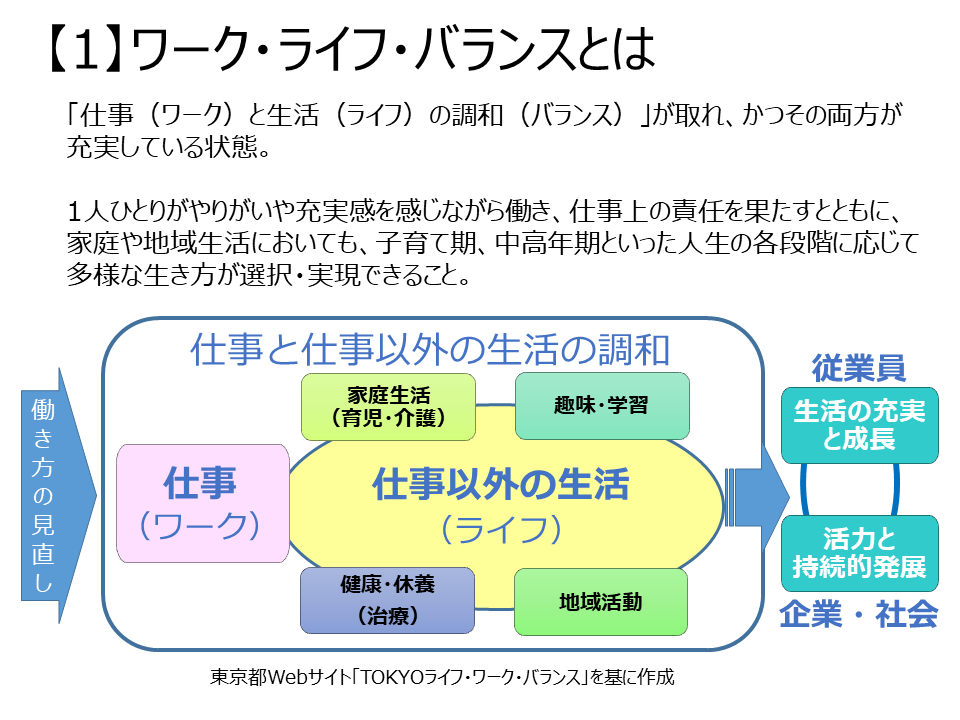 【1】ワーク・ライフ・バランスとは
「仕事（ワーク）と生活（ライフ）の調和（バランス）」が取れ、かつその両方が
充実している状態。
1人ひとりがやりがいや充実感を感じながら働き、仕事上の責任を果たすとともに、
家庭や地域生活においても、子育て期、中高年期といった人生の各段階に応じて
多様な生き方が選択・実現できること。
働き方の見直し
仕事と仕事以外の生活の調和
家庭生活
（育児・介護）
趣味・学習
仕事
（ワーク）
仕事以外の生活
（ライフ）
健康・休養
（治療）
地域活動
従業員
生活の充実
と成長
活力と
持続的発展
企業・社会
東京都Webサイト「TOKYOライフ・ワーク・バランス」を基に作成